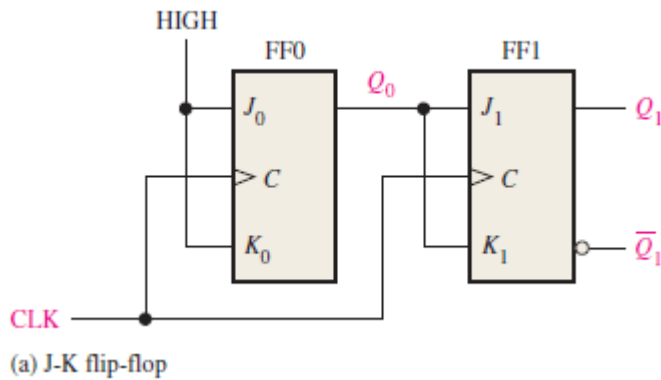 HIGH
FF0 FF1
Q₀
J₀ J₁ Q₁
C C
K₀ K₁ Q̅₁
CLK
(a) J-K flip-flop